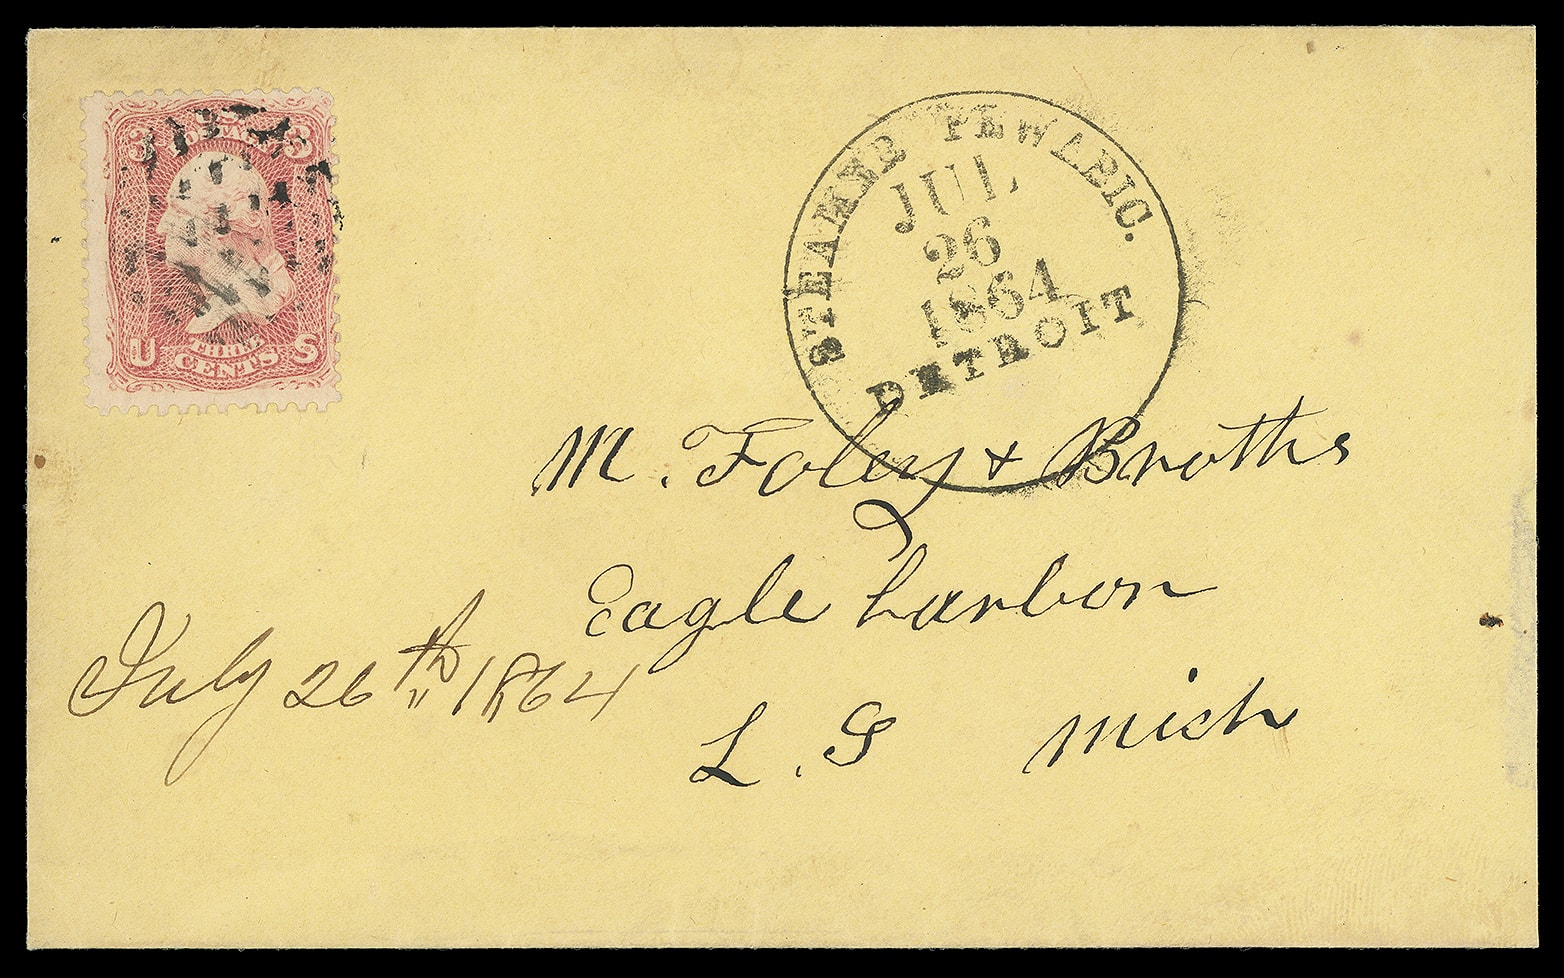 3 U.S. POSTAGE 3
U THREE CENTS S
STEAMER PEWABIC.
JUL
26
1864
DETROIT
M. Foley & Broths
Eagle harbor
L. S Mich
July 26th 1864